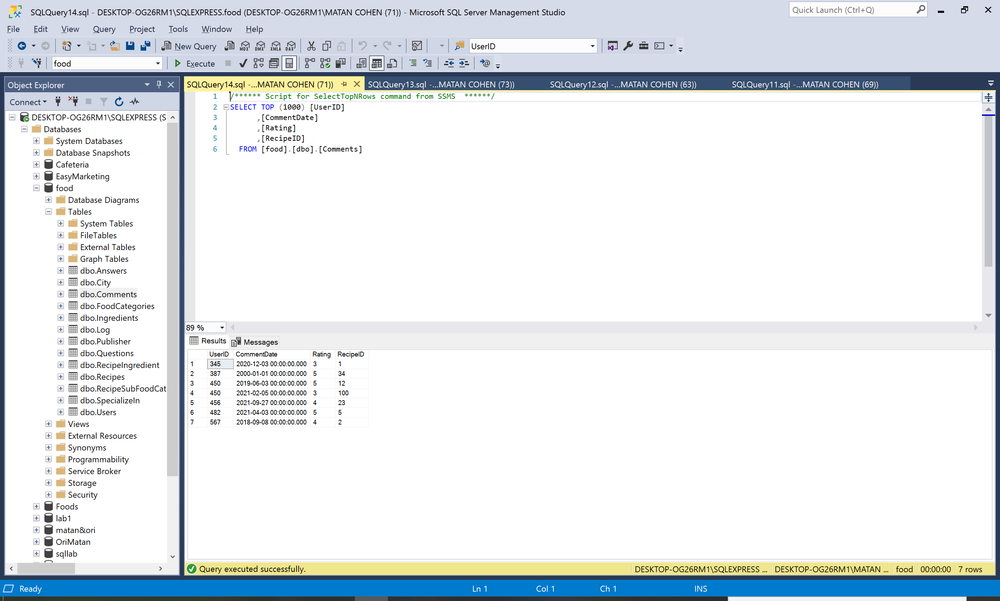 SQLQuery14.sql - DESKTOP-OG26RM1\SQLEXPRESS.food (DESKTOP-OG26RM1\MATAN COHEN (71)) - Microsoft SQL Server Management Studio
Quick Launch (Ctrl+Q)
File Edit View Query Project Tools Window Help
New Query MDX DMX XMLA DAX UserID
food Execute
Object Explorer
Connect
DESKTOP-OG26RM1\SQLEXPRESS (S
Databases
System Databases
Database Snapshots
Cafeteria
EasyMarketing
food
Database Diagrams
Tables
System Tables
FileTables
External Tables
Graph Tables
dbo.Answers
dbo.City
dbo.Comments
dbo.FoodCategories
dbo.Ingredients
dbo.Log
dbo.Publisher
dbo.Questions
dbo.RecipeIngredient
dbo.Recipes
dbo.RecipeSubFoodCat
dbo.SpecializeIn
dbo.Users
Views
External Resources
Synonyms
Programmability
Service Broker
Storage
Security
Foods
lab1
matan&ori
OriMatan
sqllab
SQLQuery14.sql -...MATAN COHEN (71)) SQLQuery13.sql -...MATAN COHEN (73)) SQLQuery12.sql -...MATAN COHEN (63)) SQLQuery11.sql -...MATAN COHEN (69))
1 /****** Script for SelectTopNRows command from SSMS  ******/
2 SELECT TOP (1000) [UserID]
3 ,[CommentDate]
4 ,[Rating]
5 ,[RecipeID]
6 FROM [food].[dbo].[Comments]
89 %
Results Messages
UserID CommentDate Rating RecipeID
1 345 2020-12-03 00:00:00.000 3 1
2 387 2000-01-01 00:00:00.000 5 34
3 450 2019-06-03 00:00:00.000 5 12
4 450 2021-02-05 00:00:00.000 3 100
5 456 2021-09-27 00:00:00.000 4 23
6 482 2021-04-03 00:00:00.000 5 5
7 567 2018-09-08 00:00:00.000 4 2
Query executed successfully. DESKTOP-OG26RM1\SQLEXPRESS ... DESKTOP-OG26RM1\MATAN ... food 00:00:00 7 rows
Ready Ln 1 Col 1 Ch 1 INS